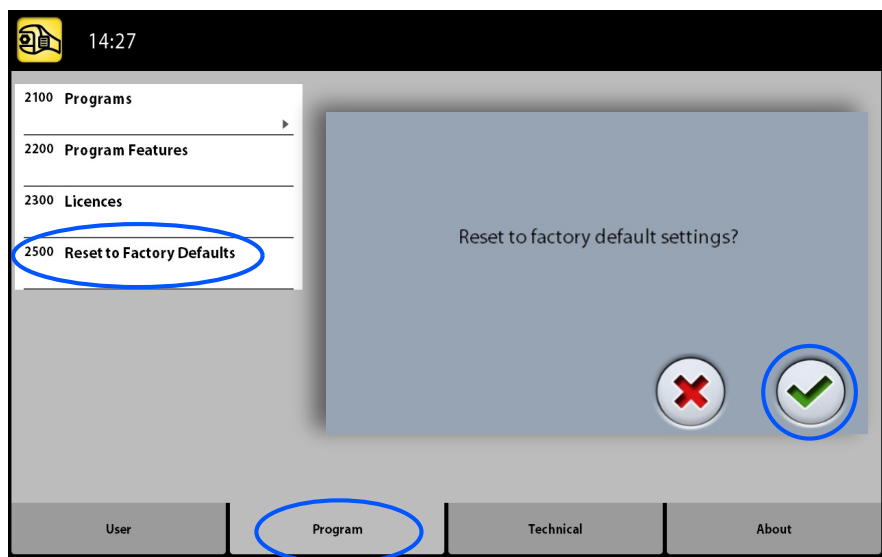 14:27
2100 Programs
2200 Program Features
2300 Licences
2500 Reset to Factory Defaults
Reset to factory default settings?
User
Program
Technical
About